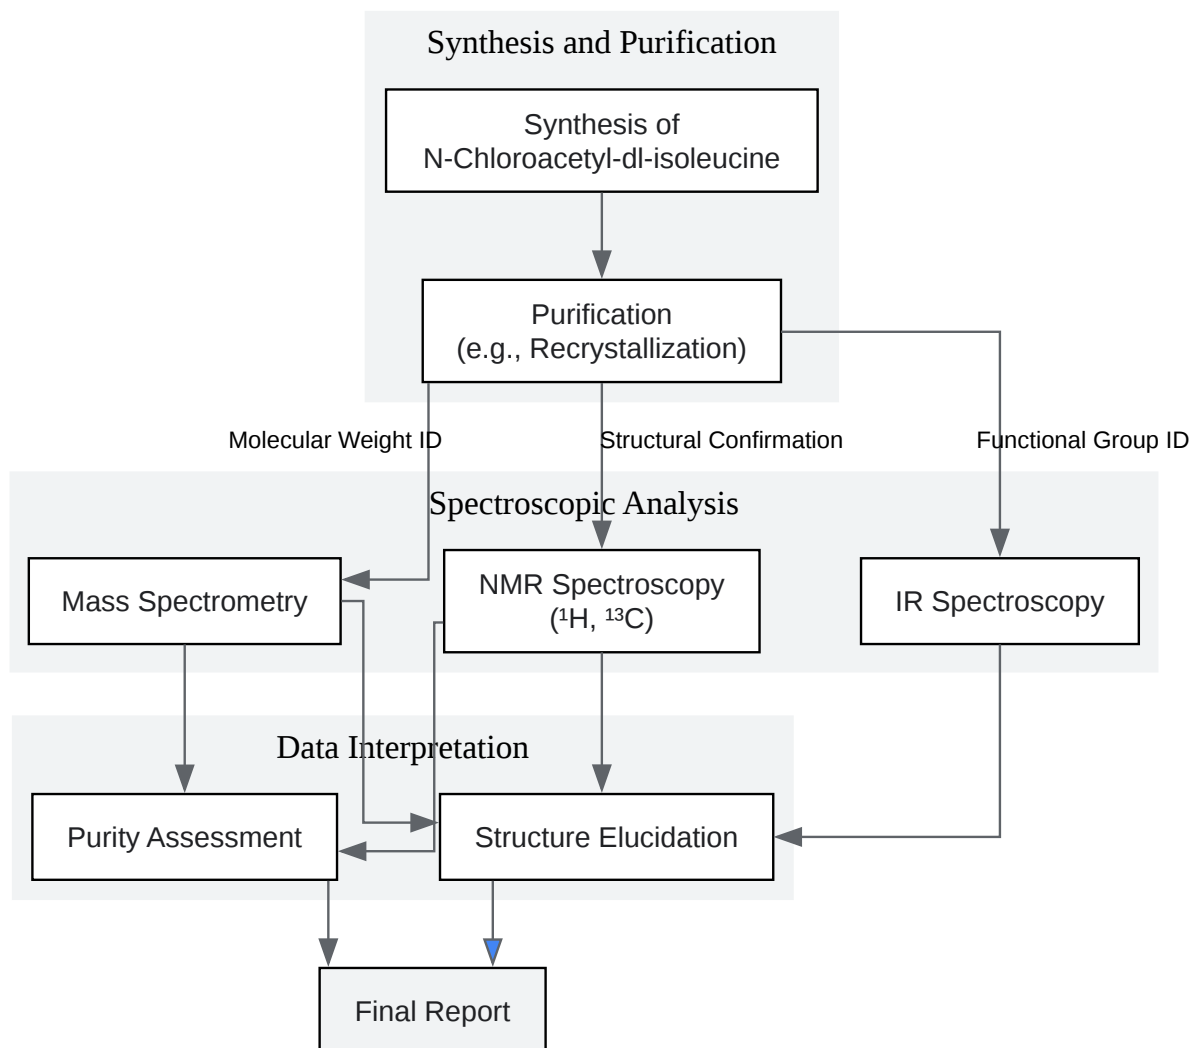 Synthesis and Purification
Synthesis of
N-Chloroacetyl-dl-isoleucine
Purification
(e.g., Recrystallization)
Molecular Weight ID
Structural Confirmation
Functional Group ID
Spectroscopic Analysis
Mass Spectrometry
NMR Spectroscopy
(¹H, ¹³C)
IR Spectroscopy
Data Interpretation
Purity Assessment
Structure Elucidation
Final Report